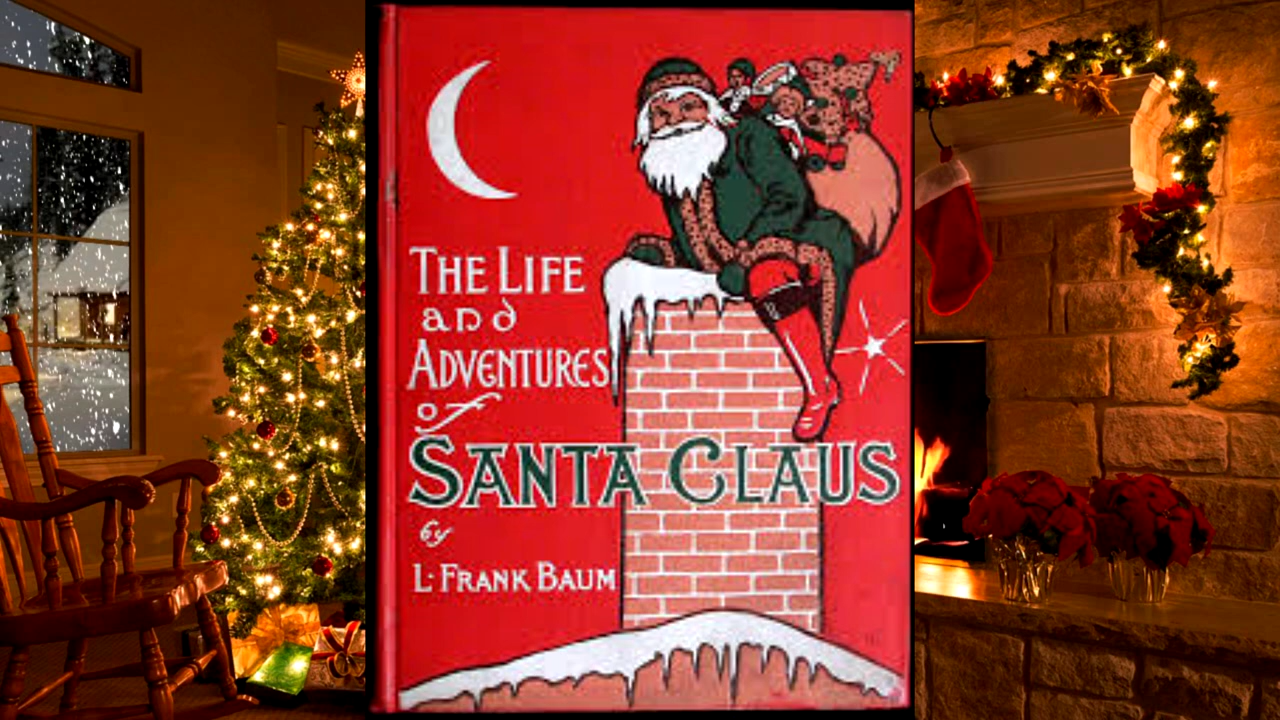 THE LIFE
and
ADVENTURES
of
SANTA CLAUS
by
L. FRANK BAUM